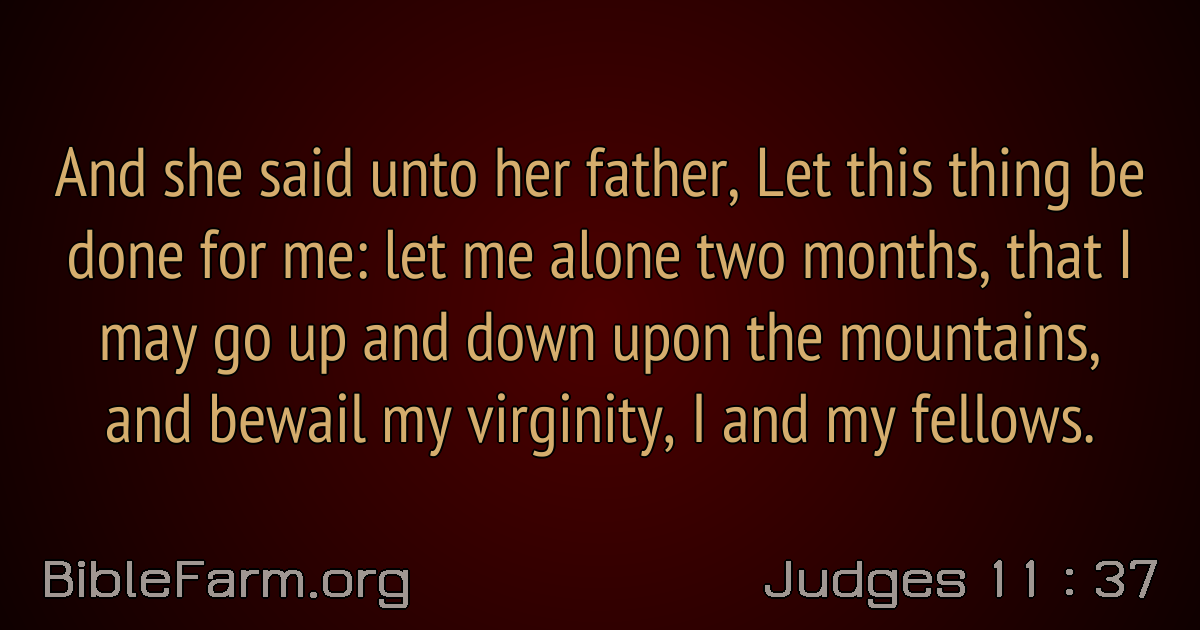 And she said unto her father, Let this thing be
done for me: let me alone two months, that I
may go up and down upon the mountains,
and bewail my virginity, I and my fellows.
BibleFarm.org
Judges 11 : 37